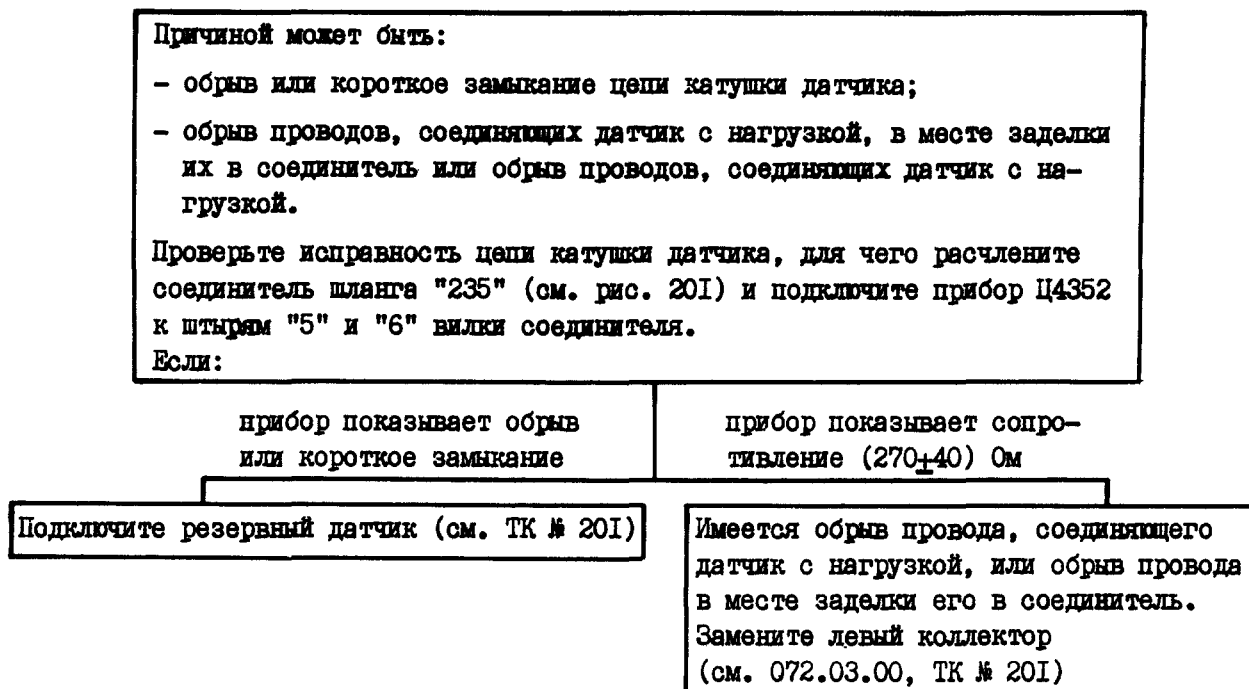 Причиной может быть:
- обрыв или короткое замыкание цепи катушки датчика;
- обрыв проводов, соединяющих датчик с нагрузкой, в месте заделки
их в соединитель или обрыв проводов, соединяющих датчик с на-
грузкой.
Проверьте исправность цепи катушки датчика, для чего расчлените
соединитель шланга "235" (см. рис. 20I) и подключите прибор Ц4352
к штырям "5" и "6" вилки соединителя.
Если:
прибор показывает обрыв
или короткое замыкание
прибор показывает сопро-
тивление (270±40) Ом
Подключите резервный датчик (см. ТК № 20I)
Имеется обрыв провода, соединяющего
датчик с нагрузкой, или обрыв провода
в месте заделки его в соединитель.
Замените левый коллектор
(см. 072.03.00, ТК № 20I)